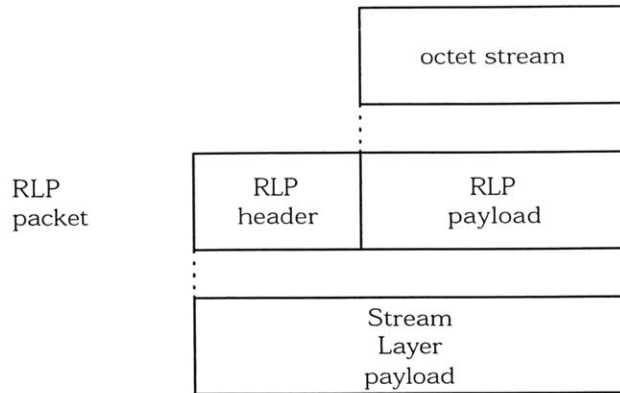 octet stream
RLP
packet
RLP
header
RLP
payload
Stream
Layer
payload